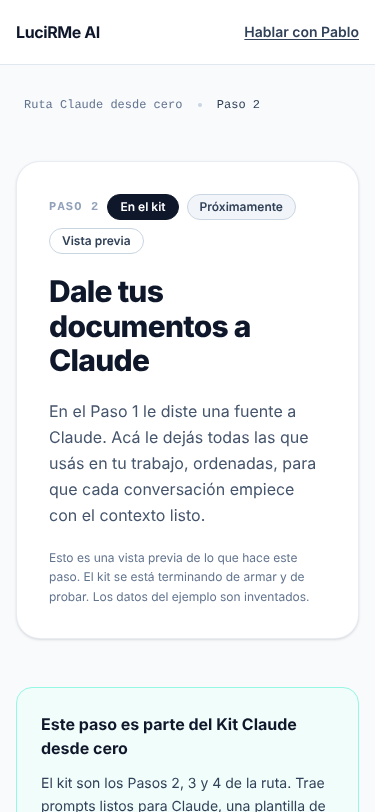 LuciRMe AI
Hablar con Pablo
Ruta Claude desde cero
Paso 2
PASO 2
En el kit
Próximamente
Vista previa
Dale tus
documentos a
Claude
En el Paso 1 le diste una fuente a
Claude. Acá le dejás todas las que
usás en tu trabajo, ordenadas, para
que cada conversación empiece
con el contexto listo.
Esto es una vista previa de lo que hace este
paso. El kit se está terminando de armar y de
probar. Los datos del ejemplo son inventados.
Este paso es parte del Kit Claude
desde cero
El kit son los Pasos 2, 3 y 4 de la ruta. Trae
prompts listos para Claude, una plantilla de